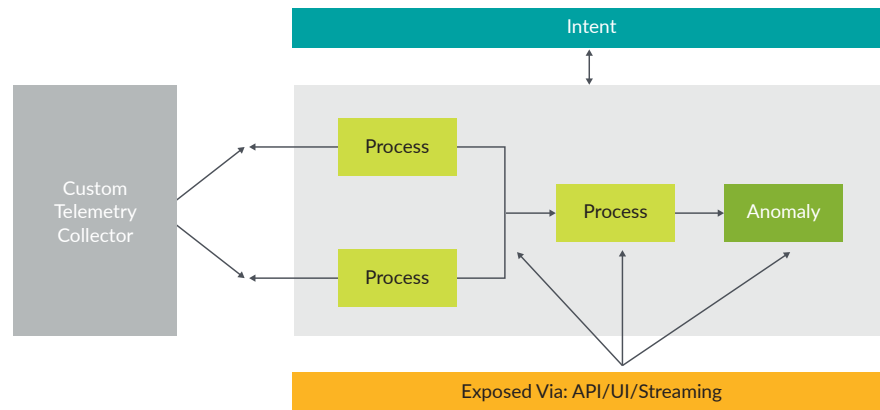 Intent
Custom
Telemetry
Collector
Process
Process
Process
Anomaly
Exposed Via: API/UI/Streaming